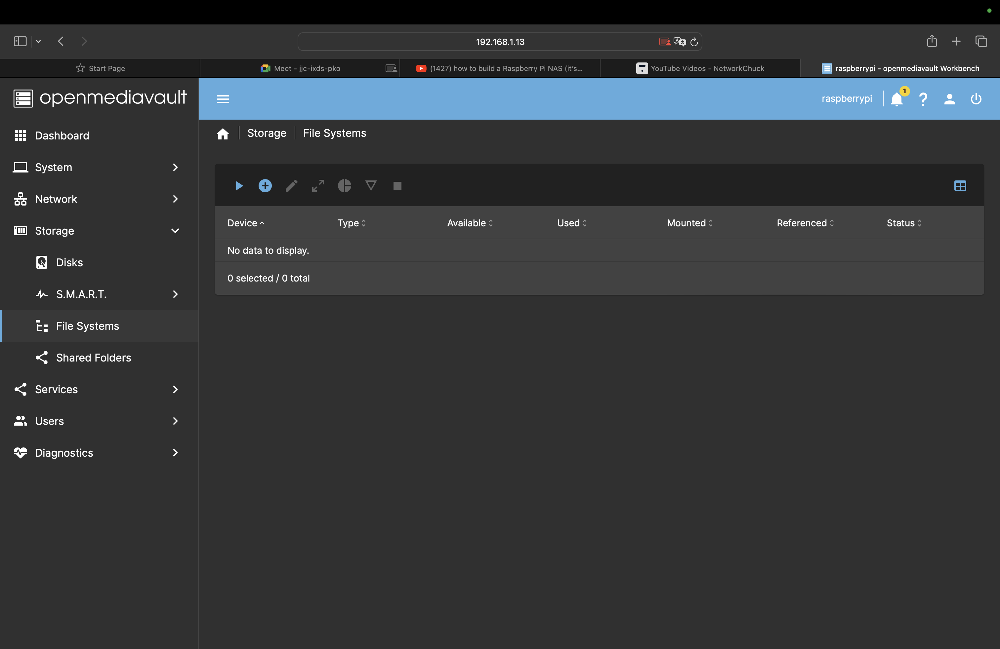 192.168.1.13
Start Page
Meet - jjc-ixds-pko
(1427) how to build a Raspberry Pi NAS (it's...
YouTube Videos - NetworkChuck
raspberrypi - openmediavault Workbench
openmediavault
raspberrypi
1
Dashboard
System
Network
Storage
Disks
S.M.A.R.T.
File Systems
Shared Folders
Services
Users
Diagnostics
Storage
File Systems
Device
Type
Available
Used
Mounted
Referenced
Status
No data to display.
0 selected / 0 total